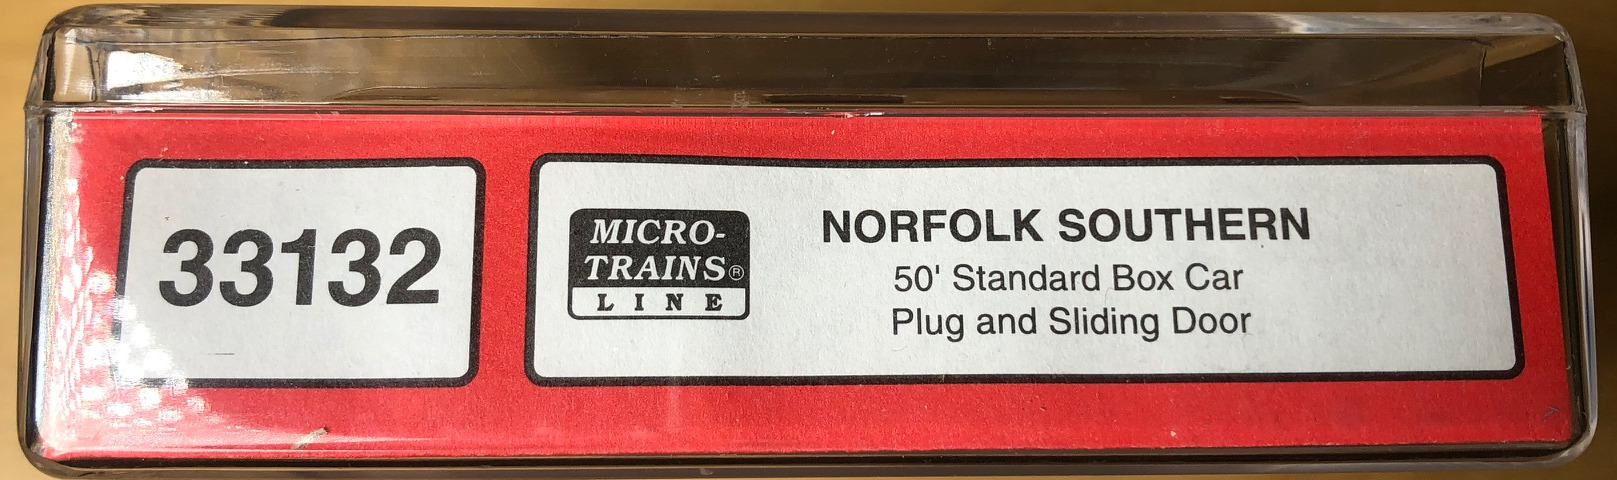 33132
MICRO-
TRAINS®
LINE
NORFOLK SOUTHERN
50' Standard Box Car
Plug and Sliding Door